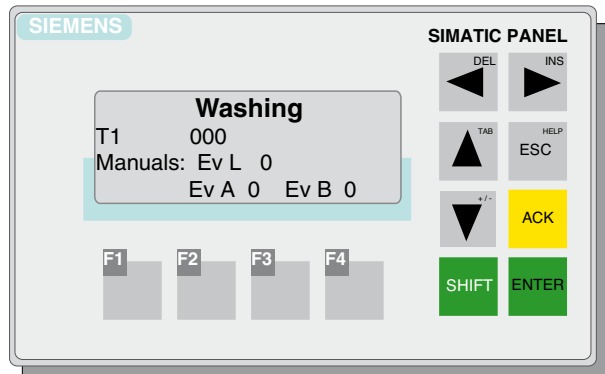 SIEMENS
SIMATIC PANEL
DEL
INS
Washing
T1 000
Manuals: Ev L 0
Ev A 0 Ev B 0
TAB
HELP
ESC
+/-
ACK
F1 F2 F3 F4
SHIFT ENTER